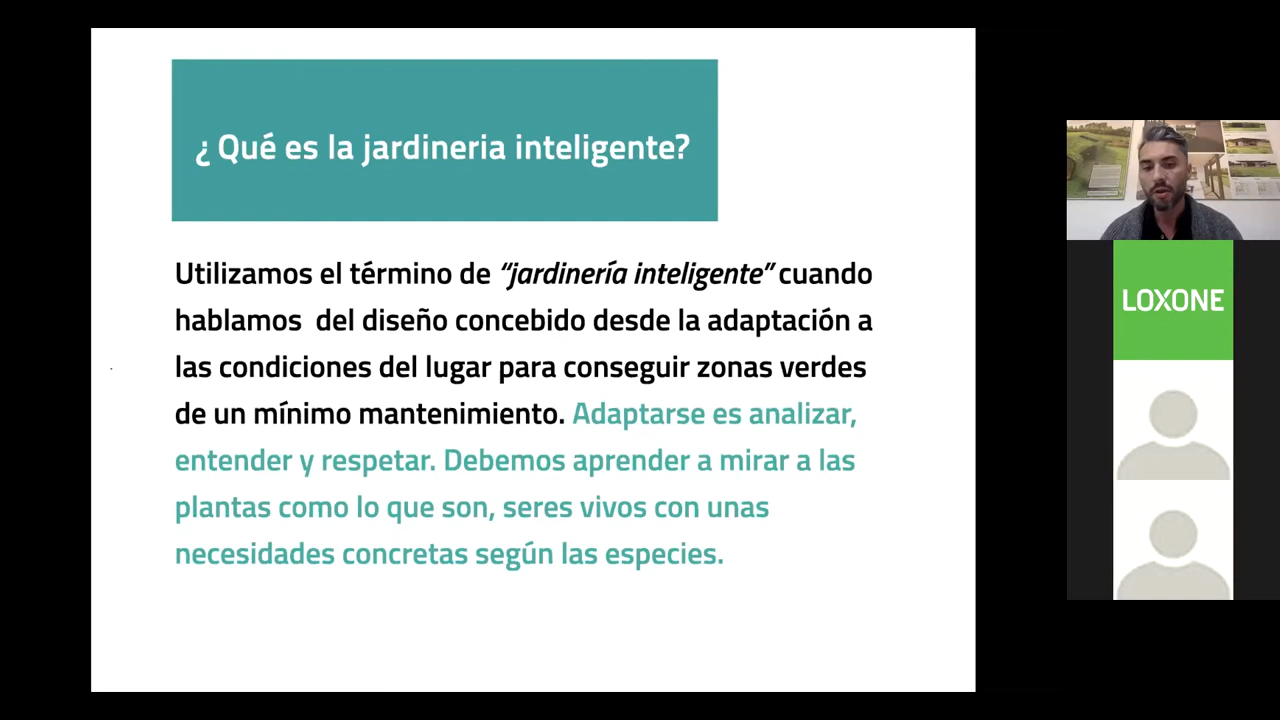 ¿ Qué es la jardineria inteligente?
Utilizamos el término de “jardinería inteligente” cuando
hablamos del diseño concebido desde la adaptación a
las condiciones del lugar para conseguir zonas verdes
de un mínimo mantenimiento. Adaptarse es analizar,
entender y respetar. Debemos aprender a mirar a las
plantas como lo que son, seres vivos con unas
necesidades concretas según las especies.
LOXONE